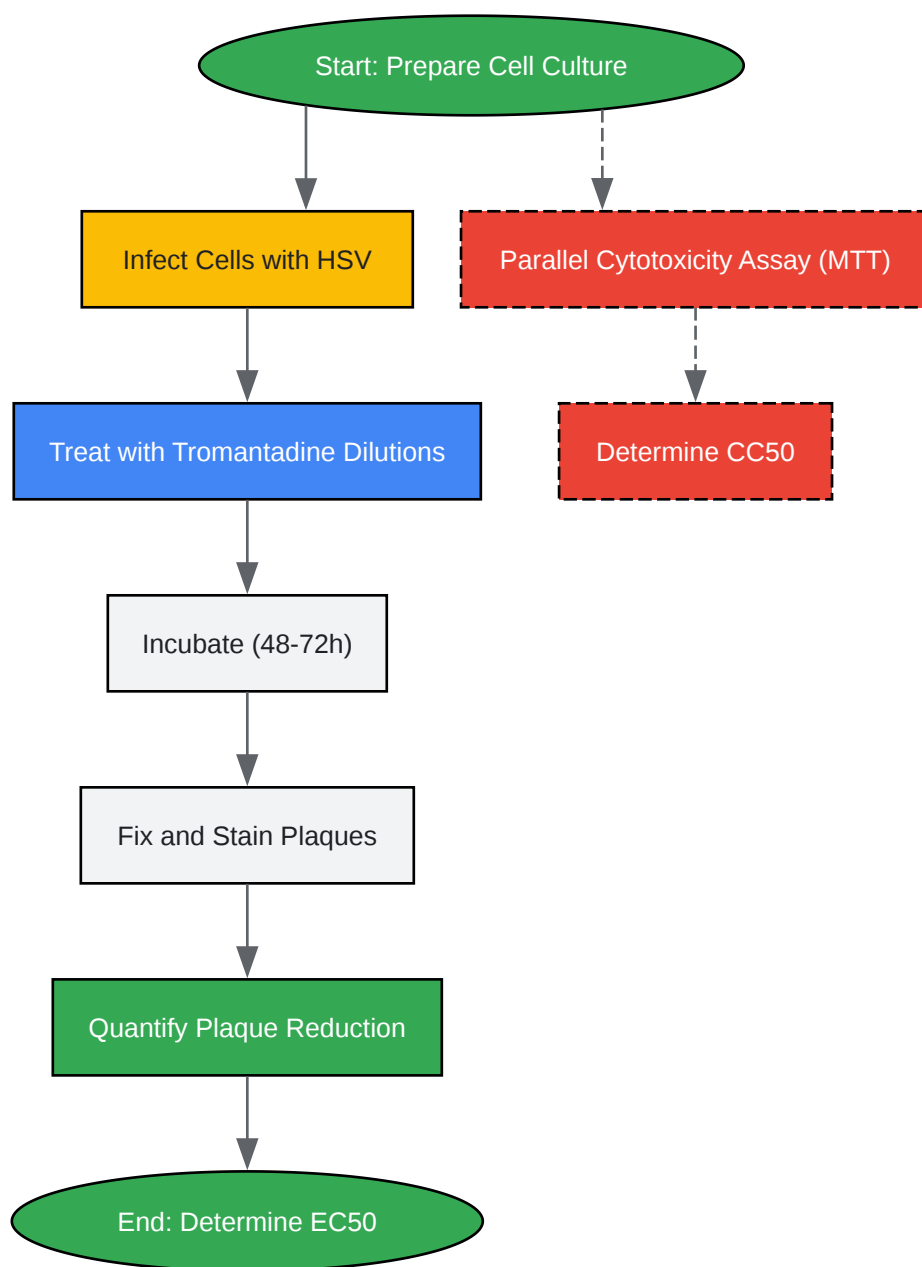 Start: Prepare Cell Culture
Infect Cells with HSV
Parallel Cytotoxicity Assay (MTT)
Treat with Tromantadine Dilutions
Determine CC50
Incubate (48-72h)
Fix and Stain Plaques
Quantify Plaque Reduction
End: Determine EC50